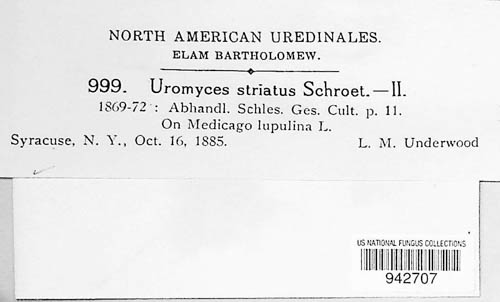 NORTH AMERICAN UREDINALES.
ELAM BARTHOLOMEW.
999. Uromyces striatus Schroet.—II.
1869-72 : Abhandl. Schles. Ges. Cult. p. 11.
On Medicago lupulina L.
Syracuse, N. Y., Oct. 16, 1885. L. M. Underwood
US NATIONAL FUNGUS COLLECTIONS
942707